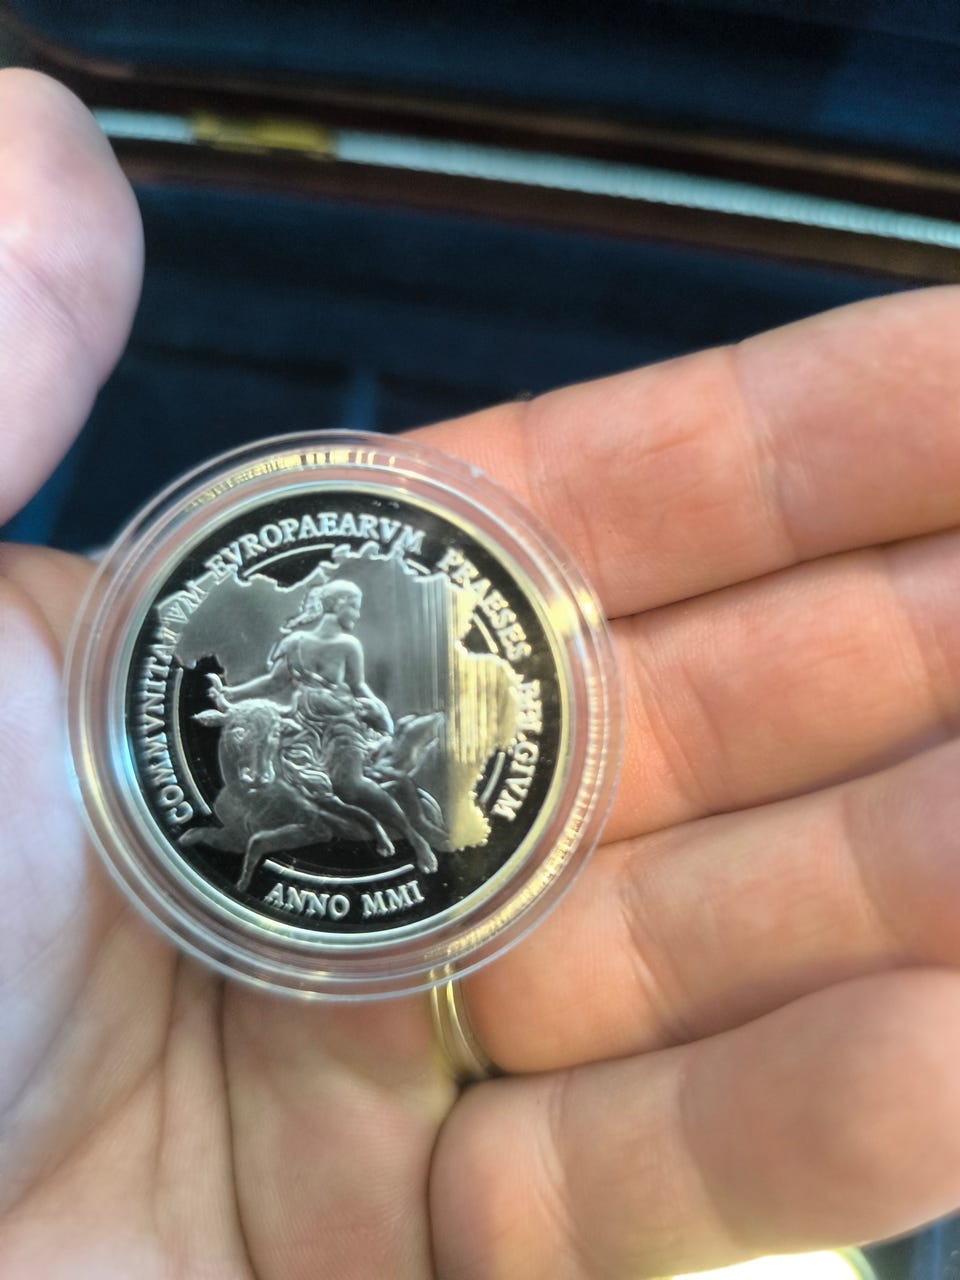 COMMVNITATVM EVROPAEARVM PRAESES BELGIVM
ANNO MMI